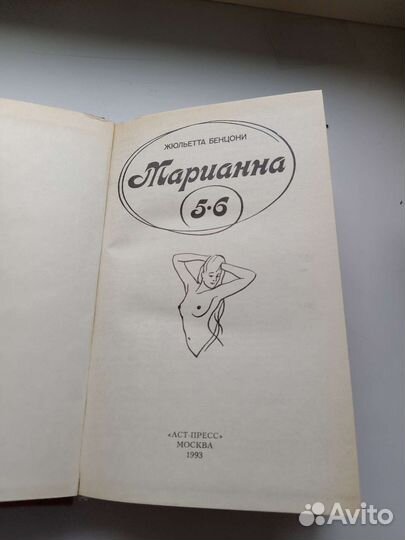 ЖЮЛЬЕТТА БЕНЦОНИ
Марианна
5•6
«АСТ-ПРЕСС»
МОСКВА
1993
Avito